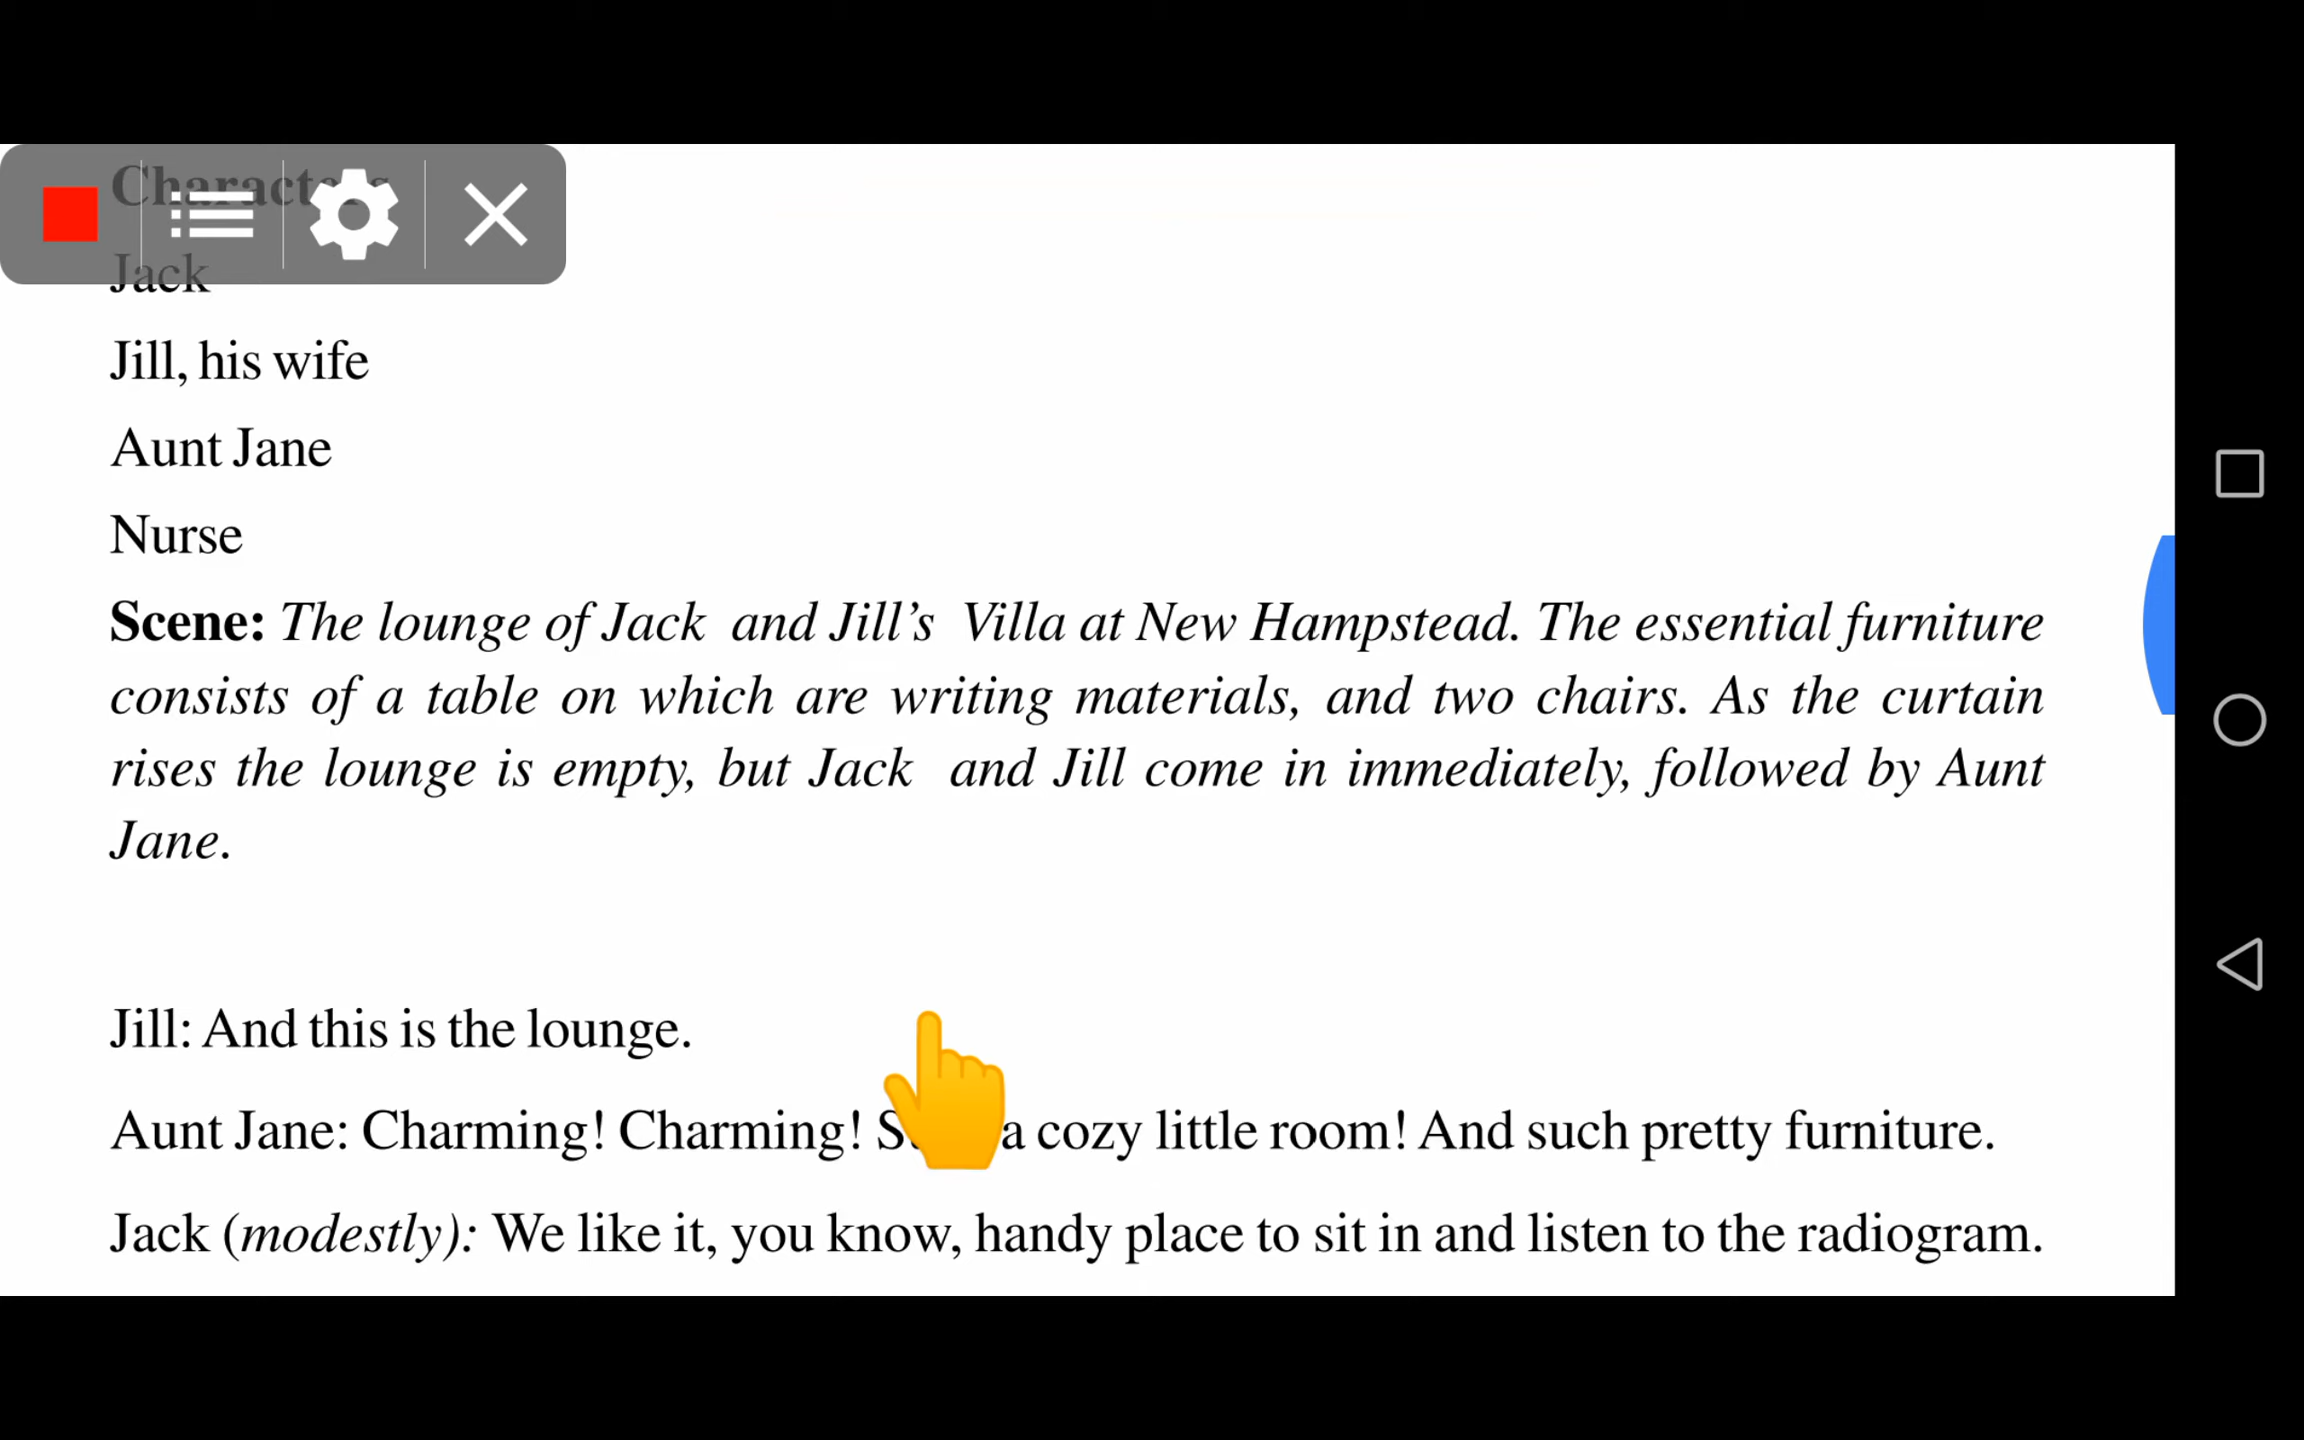 Characters
Jack
Jill, his wife
Aunt Jane
Nurse
Scene: The lounge of Jack and Jill’s Villa at New Hampstead. The essential furniture
consists of a table on which are writing materials, and two chairs. As the curtain
rises the lounge is empty, but Jack and Jill come in immediately, followed by Aunt
Jane.
Jill: And this is the lounge.
Aunt Jane: Charming! Charming! a cozy little room! And such pretty furniture.
Jack (modestly): We like it, you know, handy place to sit in and listen to the radiogram.